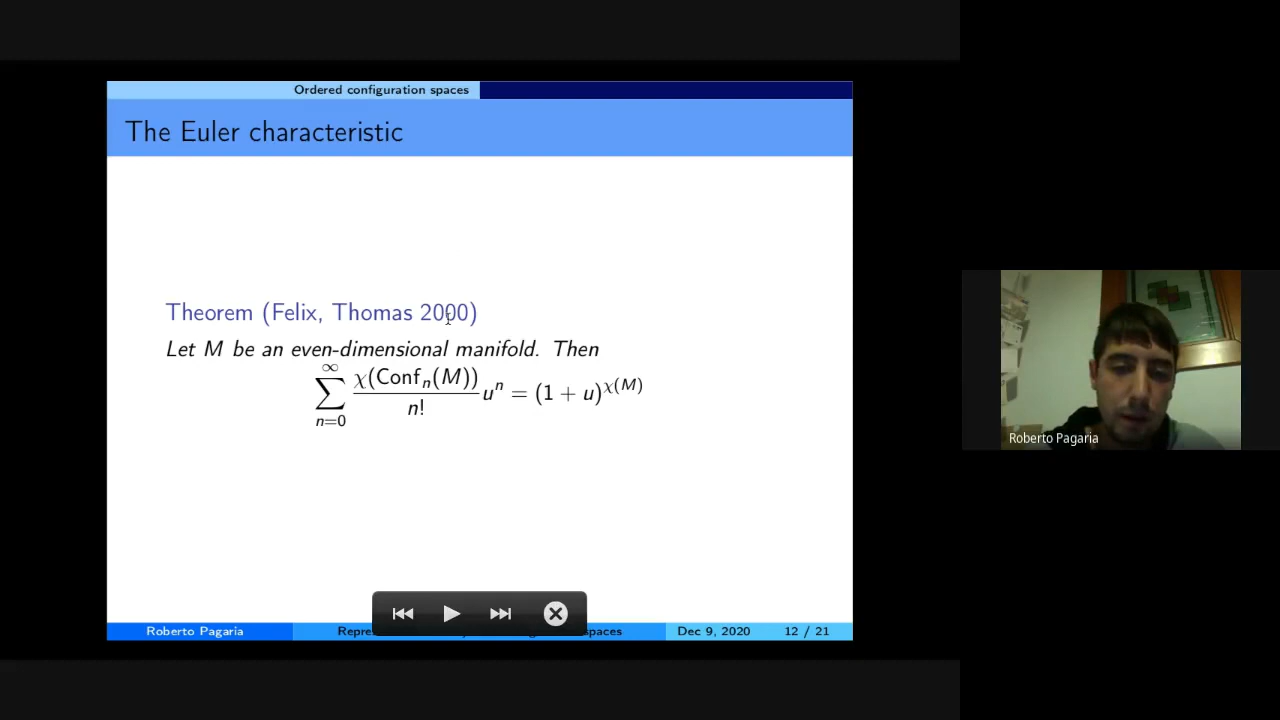 Ordered configuration spaces
The Euler characteristic
Theorem (Felix, Thomas 2000)
Let M be an even-dimensional manifold. Then
∑_{n=0}^{∞} χ(Conf_n(M))/n! u^n = (1 + u)^{χ(M)}
Roberto Pagaria
spaces
Dec 9, 2020
12 / 21
Roberto Pagaria